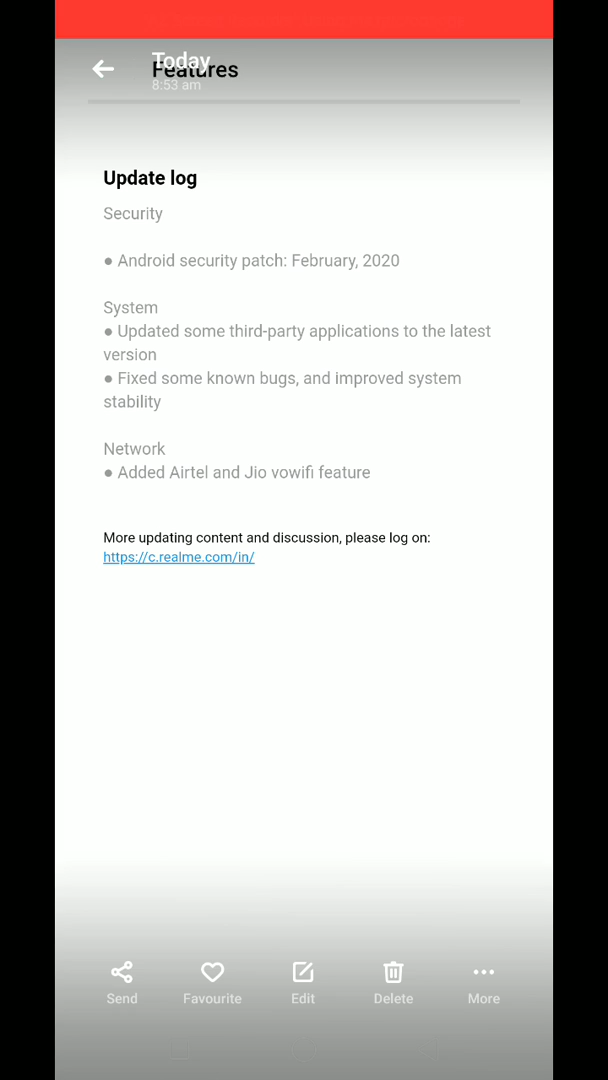 Today
Features
8:53 am
Update log
Security
● Android security patch: February, 2020
System
● Updated some third-party applications to the latest
version
● Fixed some known bugs, and improved system
stability
Network
● Added Airtel and Jio vowifi feature
More updating content and discussion, please log on:
https://c.realme.com/in/
Send Favourite Edit Delete More